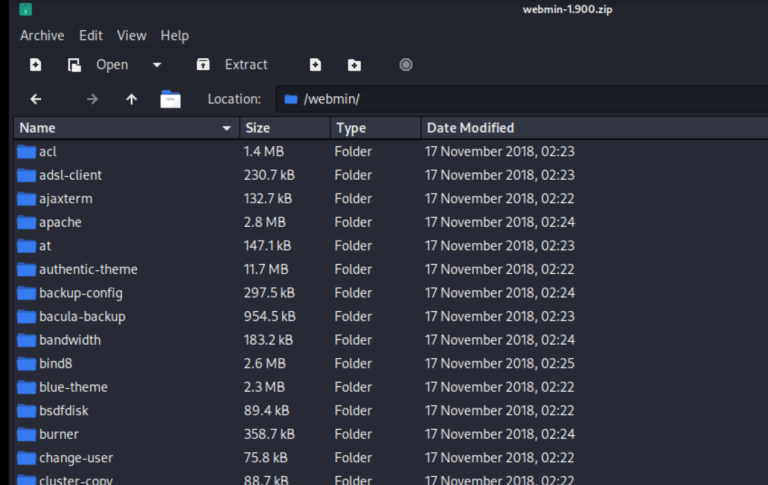 webmin-1.900.zip
Archive Edit View Help
Open Extract
Location: /webmin/
Name Size Type Date Modified
acl 1.4 MB Folder 17 November 2018, 02:23
adsl-client 230.7 kB Folder 17 November 2018, 02:23
ajaxterm 132.7 kB Folder 17 November 2018, 02:22
apache 2.8 MB Folder 17 November 2018, 02:24
at 147.1 kB Folder 17 November 2018, 02:23
authentic-theme 11.7 MB Folder 17 November 2018, 02:22
backup-config 297.5 kB Folder 17 November 2018, 02:24
bacula-backup 954.5 kB Folder 17 November 2018, 02:23
bandwidth 183.2 kB Folder 17 November 2018, 02:24
bind8 2.6 MB Folder 17 November 2018, 02:25
blue-theme 2.3 MB Folder 17 November 2018, 02:22
bsdfdisk 89.4 kB Folder 17 November 2018, 02:22
burner 358.7 kB Folder 17 November 2018, 02:24
change-user 75.8 kB Folder 17 November 2018, 02:22
cluster-copy 88.7 kB Folder 17 November 2018, 02:22